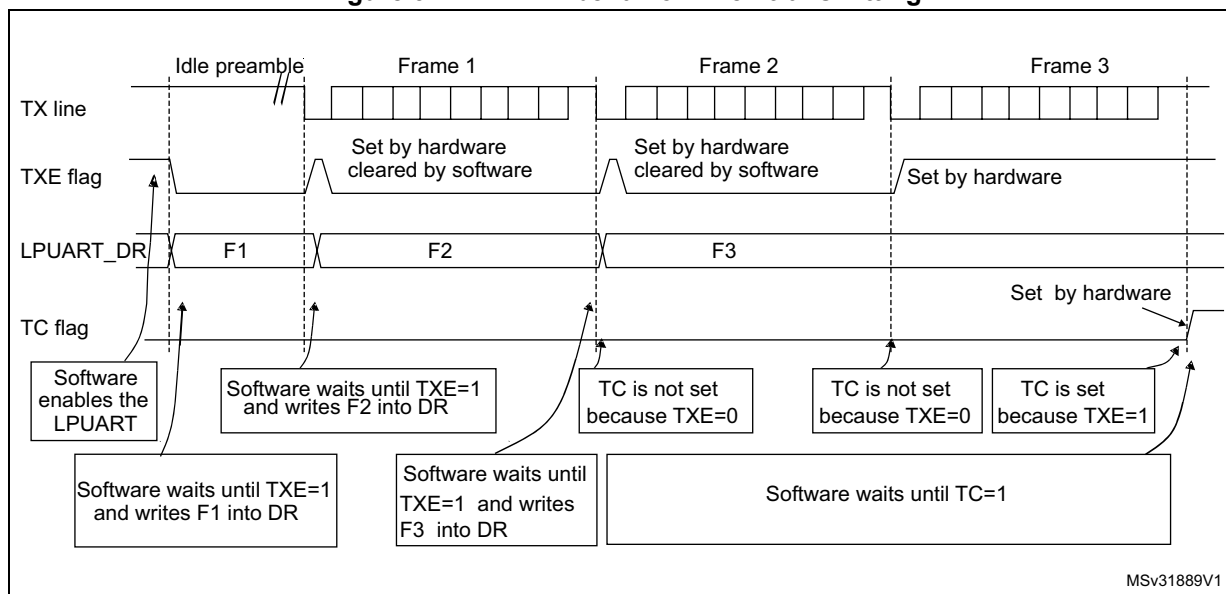 Idle preamble
Frame 1
Frame 2
Frame 3
TX line
Set by hardware
cleared by software
Set by hardware
cleared by software
TXE flag
Set by hardware
LPUART_DR
F1
F2
F3
Set by hardware
TC flag
Software
enables the
LPUART
Software waits until TXE=1
and writes F2 into DR
TC is not set
because TXE=0
TC is not set
because TXE=0
TC is set
because TXE=1
Software waits until TXE=1
and writes F1 into DR
Software waits until
TXE=1 and writes
F3 into DR
Software waits until TC=1
MSv31889V1